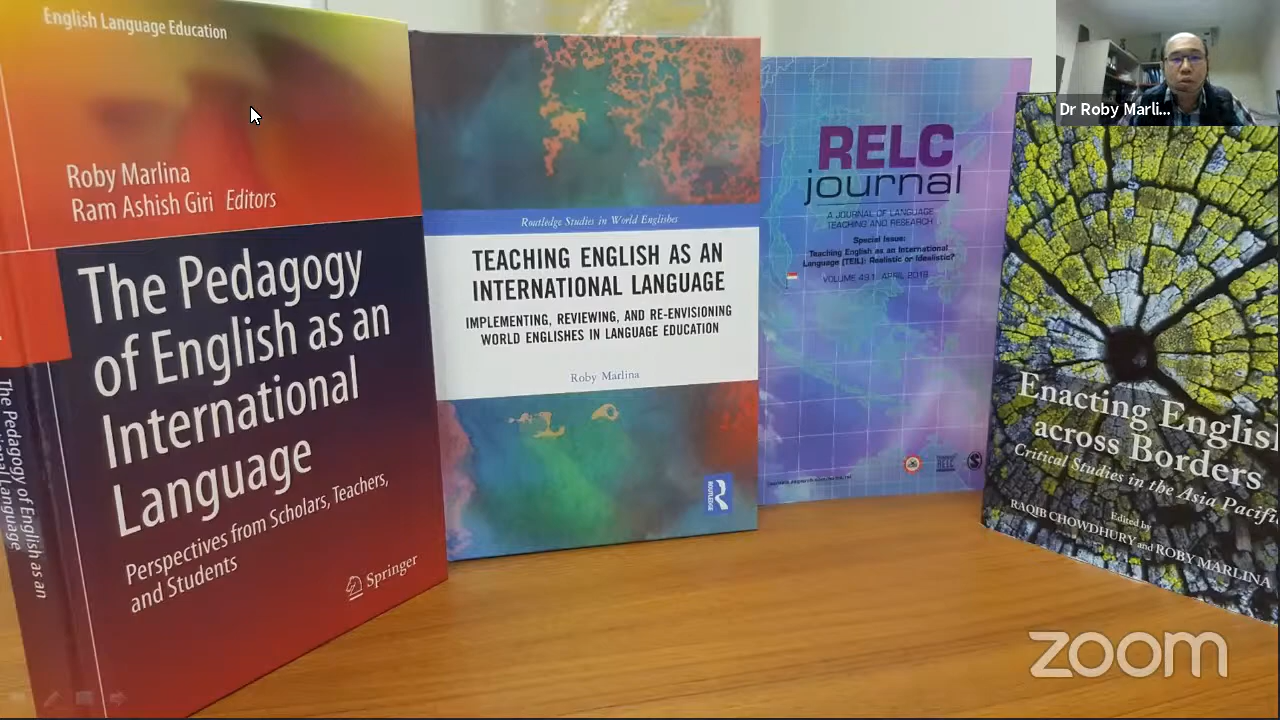 English Language Education
Roby Marlina
Ram Ashish Giri Editors
The Pedagogy
of English as an
International
Language
Perspectives from Scholars, Teachers,
and Students
Springer
The Pedagogy of English as an
Routledge Studies in World Englishes
TEACHING ENGLISH AS AN
INTERNATIONAL LANGUAGE
IMPLEMENTING, REVIEWING, AND RE-ENVISIONING
WORLD ENGLISHES IN LANGUAGE EDUCATION
Roby Marlina
ROUTLEDGE
RELC
journal
A JOURNAL OF LANGUAGE
TEACHING AND RESEARCH
Special Issue:
Teaching English as an International
Language (TEIL): Realistic or Idealistic?
VOLUME 49.1, APRIL 2018
RELC
Dr Roby Marli...
Enacting Englis
across Borders
Critical Studies in the Asia Pacifi
Edited by
RAQIB CHOWDHURY and ROBY MARLINA
zoom